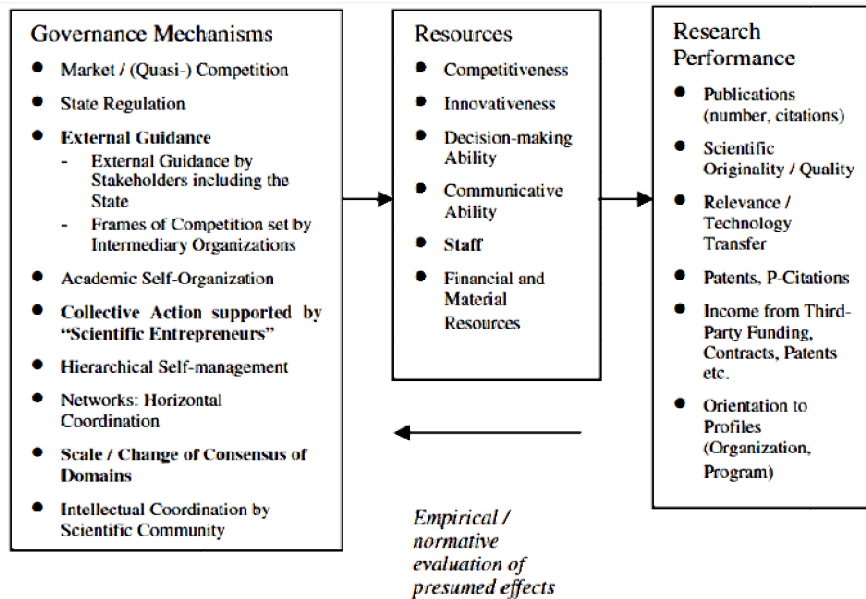 Governance Mechanisms
● Market / (Quasi-) Competition
● State Regulation
● External Guidance
- External Guidance by
Stakeholders including the
State
- Frames of Competition set by
Intermediary Organizations
● Academic Self-Organization
● Collective Action supported by
“Scientific Entrepreneurs”
● Hierarchical Self-management
● Networks: Horizontal
Coordination
● Scale / Change of Consensus of
Domains
● Intellectual Coordination by
Scientific Community
Resources
● Competitiveness
● Innovativeness
● Decision-making
Ability
● Communicative
Ability
● Staff
● Financial and
Material
Resources
Research
Performance
● Publications
(number, citations)
● Scientific
Originality / Quality
● Relevance /
Technology
Transfer
● Patents, P-Citations
● Income from Third-
Party Funding,
Contracts, Patents
etc.
● Orientation to
Profiles
(Organization,
Program)
Empirical /
normative
evaluation of
presumed effects